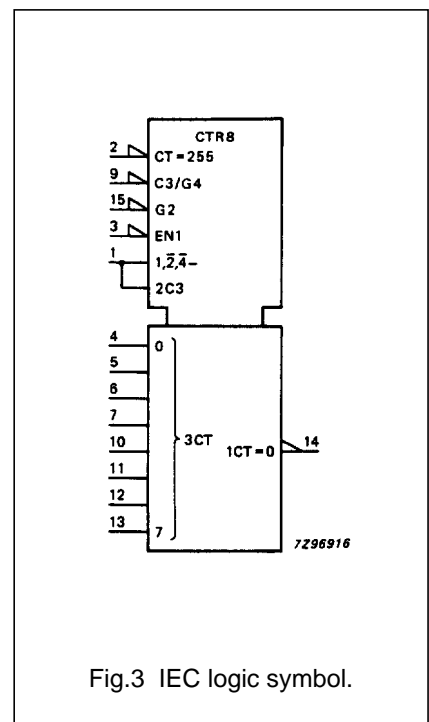 CTR8
2 CT=255
9 C3/G4
15 G2
3 EN1
1 1,2̅,4̅–
2C3
4 0
5
6
7
3CT
10
1CT=0 14
11
12
13 7
7Z96916
Fig.3 IEC logic symbol.